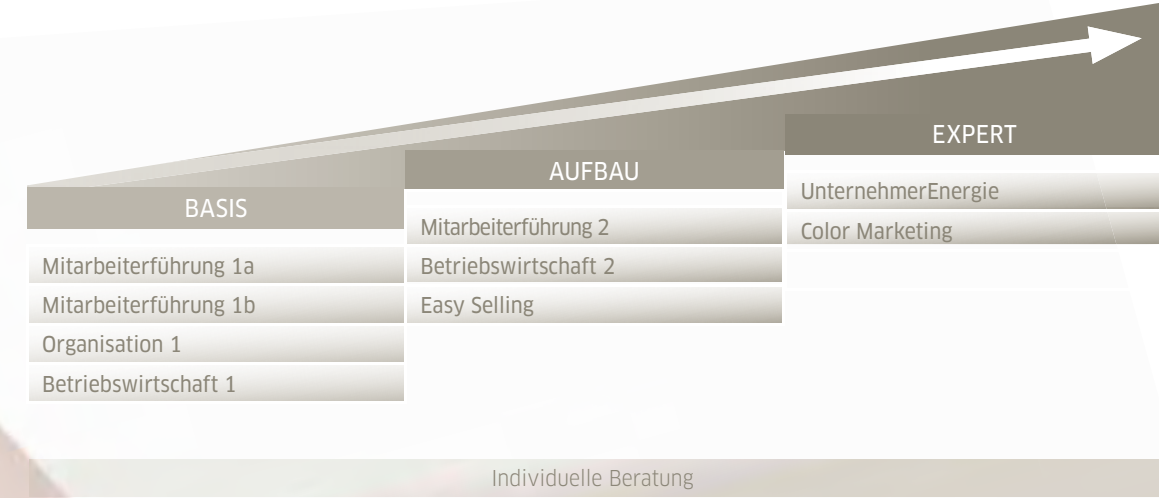 BASIS
Mitarbeiterführung 1a
Mitarbeiterführung 1b
Organisation 1
Betriebswirtschaft 1
AUFBAU
Mitarbeiterführung 2
Betriebswirtschaft 2
Easy Selling
EXPERT
UnternehmerEnergie
Color Marketing
Individuelle Beratung